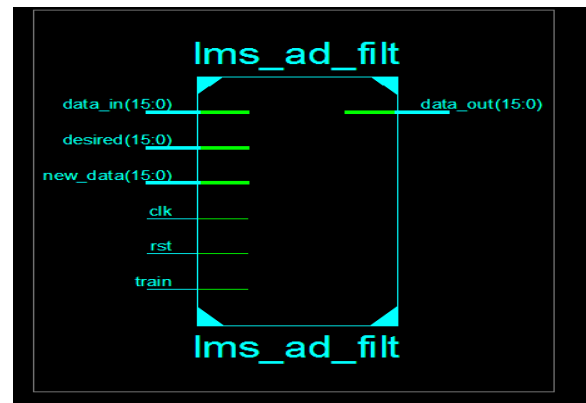 lms_ad_filt
data_in(15:0)
data_out(15:0)
desired(15:0)
new_data(15:0)
clk
rst
train
lms_ad_filt